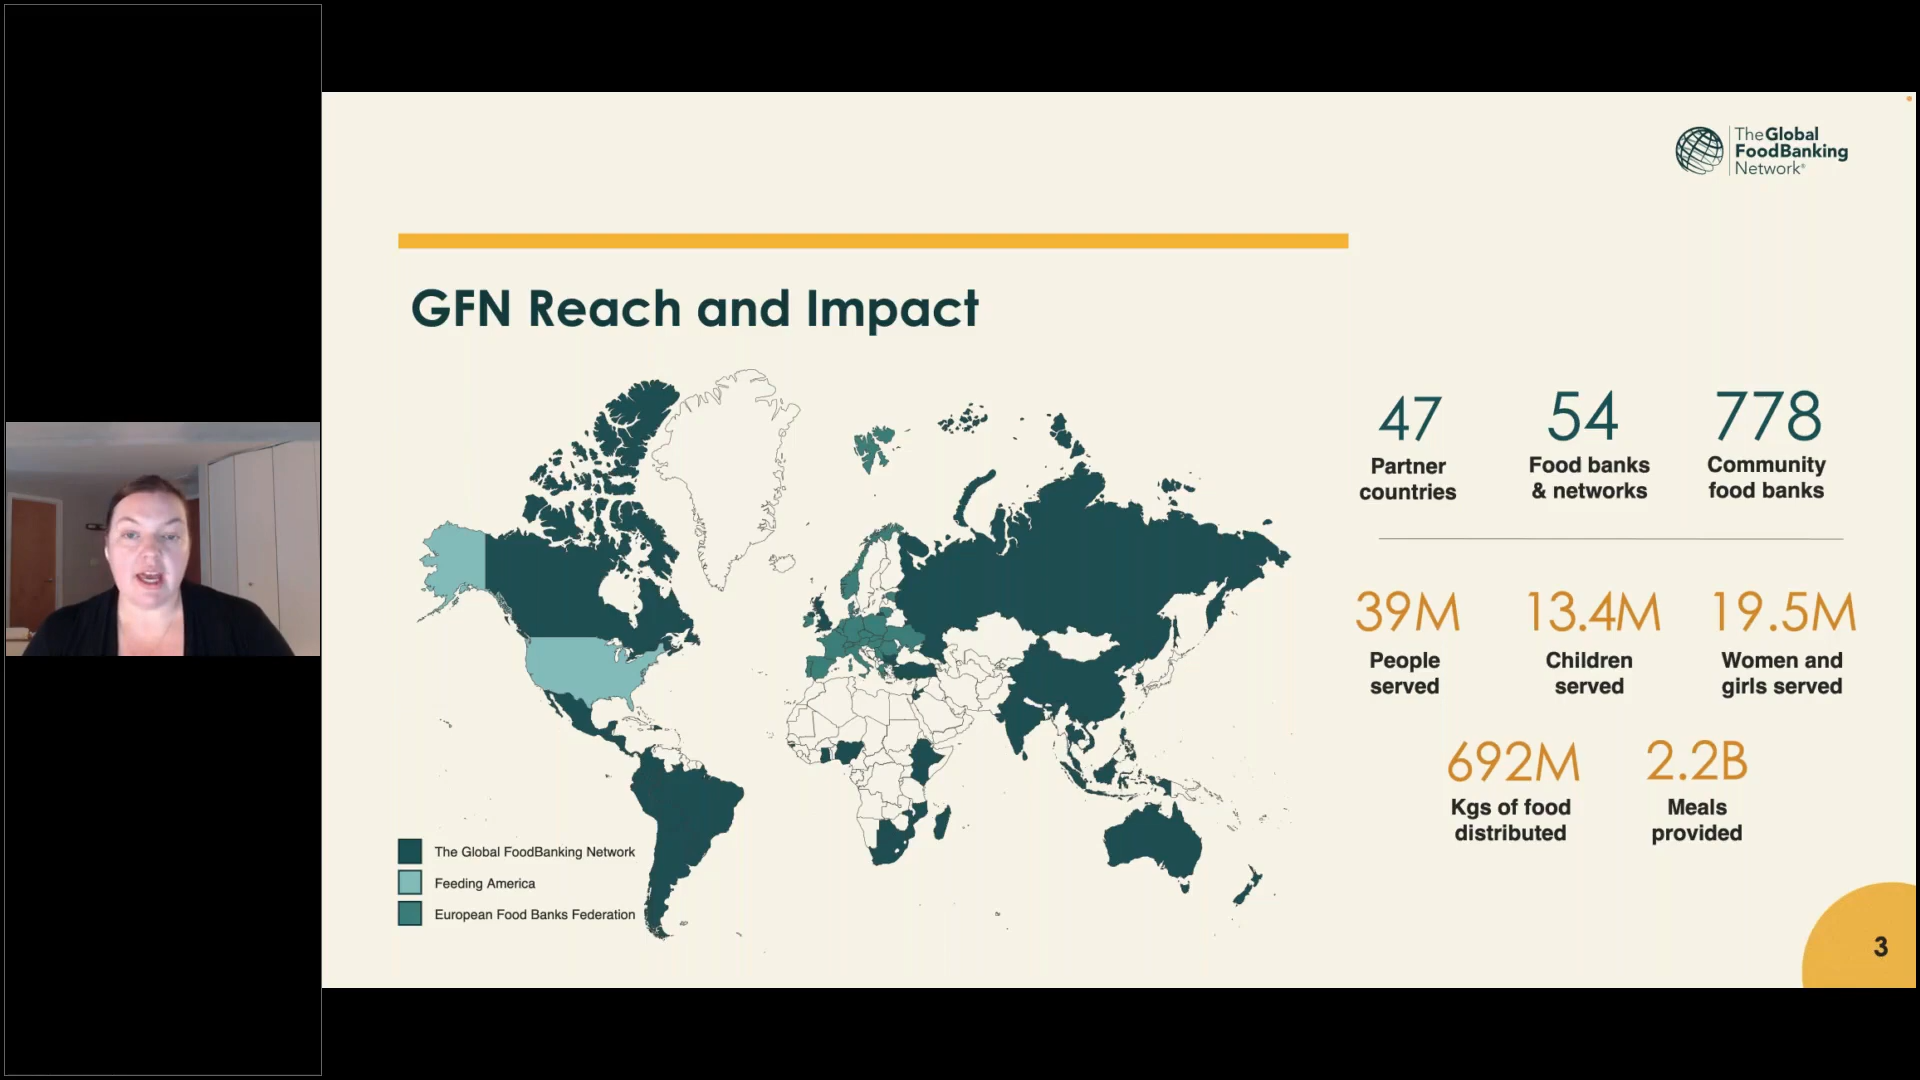 The Global
FoodBanking
Network®
GFN Reach and Impact
47
Partner
countries
54
Food banks
& networks
778
Community
food banks
39M
People
served
13.4M
Children
served
19.5M
Women and
girls served
692M
Kgs of food
distributed
2.2B
Meals
provided
The Global FoodBanking Network
Feeding America
European Food Banks Federation
3